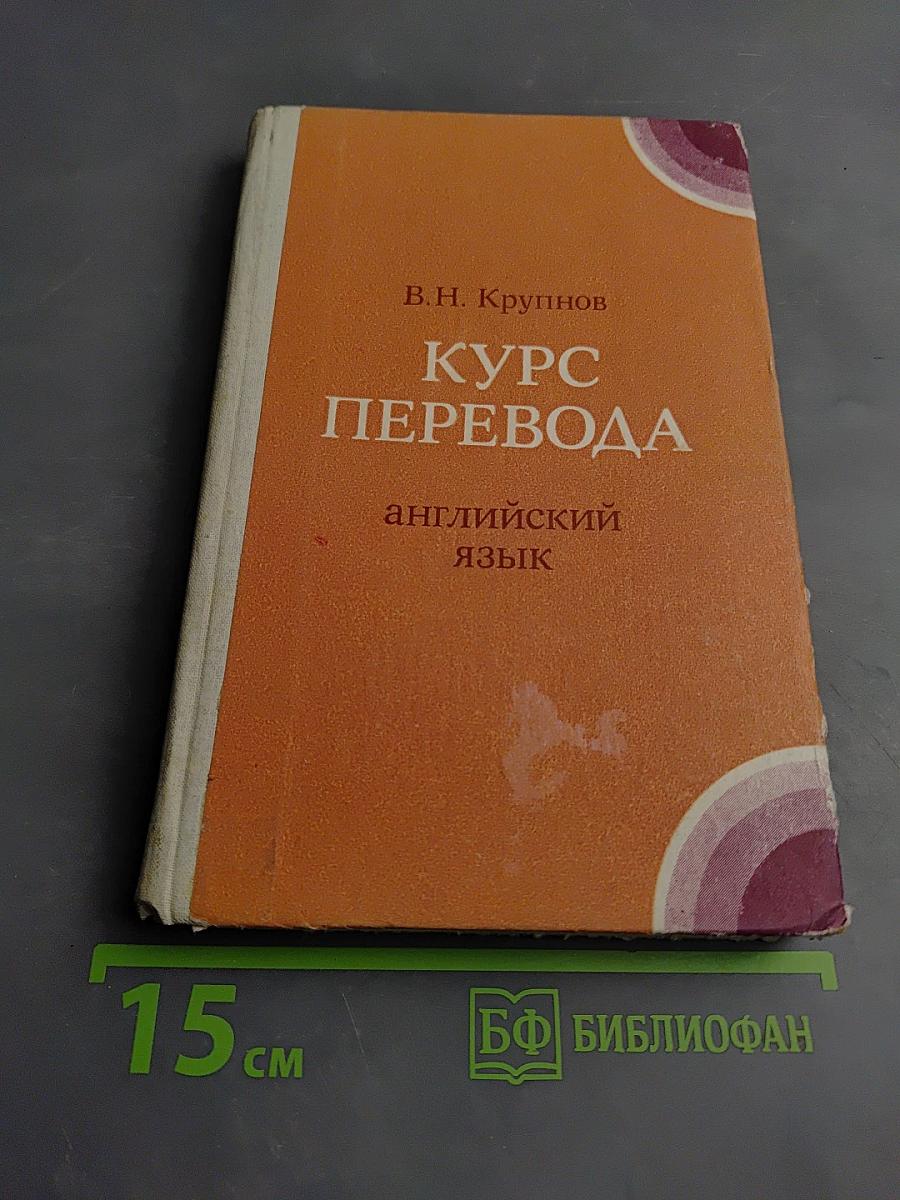 В.Н. Крупнов
КУРС
ПЕРЕВОДА
английский
язык
15 см
БФ БИБЛИОФАН